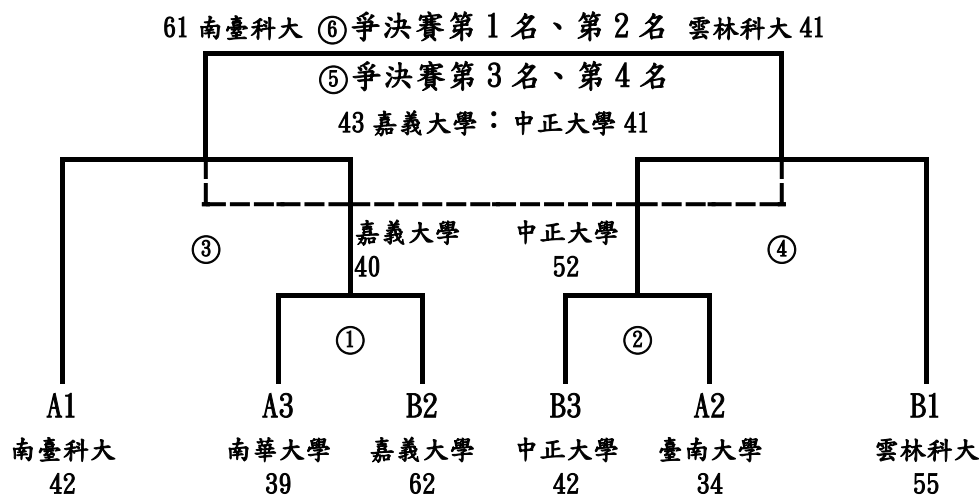 61 南臺科大 ⑥爭決賽第 1 名、第 2 名 雲林科大 41
⑤爭決賽第 3 名、第 4 名
43 嘉義大學：中正大學 41
嘉義大學 中正大學
③ ④
40 52
① ②
A1 A3 B2 B3 A2 B1
南臺科大 南華大學 嘉義大學 中正大學 臺南大學 雲林科大
42 39 62 42 34 55